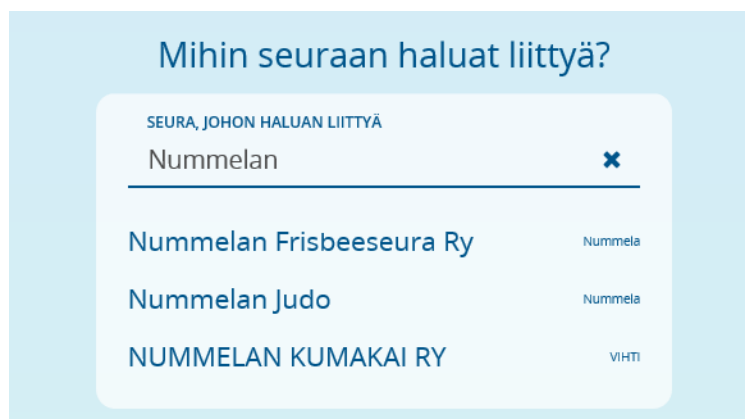 Mihin seuraan haluat liittyä?
SEURA, JOHON HALUAN LIITTYÄ
Nummelan
Nummelan Frisbeeseura Ry Nummela
Nummelan Judo Nummela
NUMMELAN KUMAKAI RY VIHTI